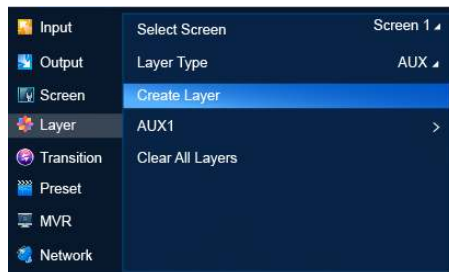 Input
Output
Screen
Layer
Transition
Preset
MVR
Network
Select Screen Screen 1
Layer Type AUX
Create Layer
AUX1 >
Clear All Layers